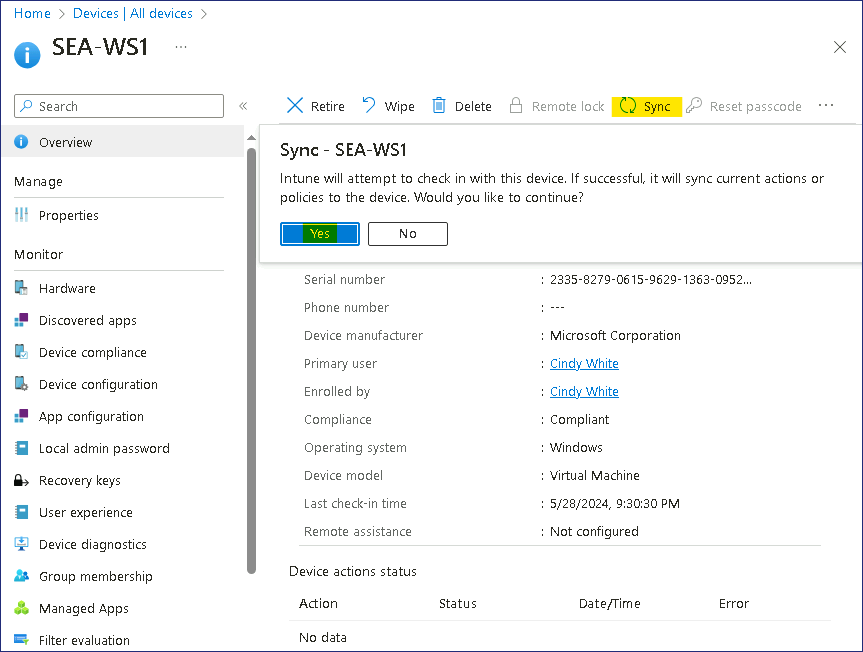 Home > Devices | All devices >
SEA-WS1 ...
Search «
Retire Wipe Delete Remote lock Sync Reset passcode ...
Overview
Manage
Properties
Monitor
Hardware
Discovered apps
Device compliance
Device configuration
App configuration
Local admin password
Recovery keys
User experience
Device diagnostics
Group membership
Managed Apps
Filter evaluation
Sync - SEA-WS1
Intune will attempt to check in with this device. If successful, it will sync current actions or
policies to the device. Would you like to continue?
Yes No
Serial number : 2335-8279-0615-9629-1363-0952...
Phone number : ---
Device manufacturer : Microsoft Corporation
Primary user : Cindy White
Enrolled by : Cindy White
Compliance : Compliant
Operating system : Windows
Device model : Virtual Machine
Last check-in time : 5/28/2024, 9:30:30 PM
Remote assistance : Not configured
Device actions status
Action Status Date/Time Error
No data